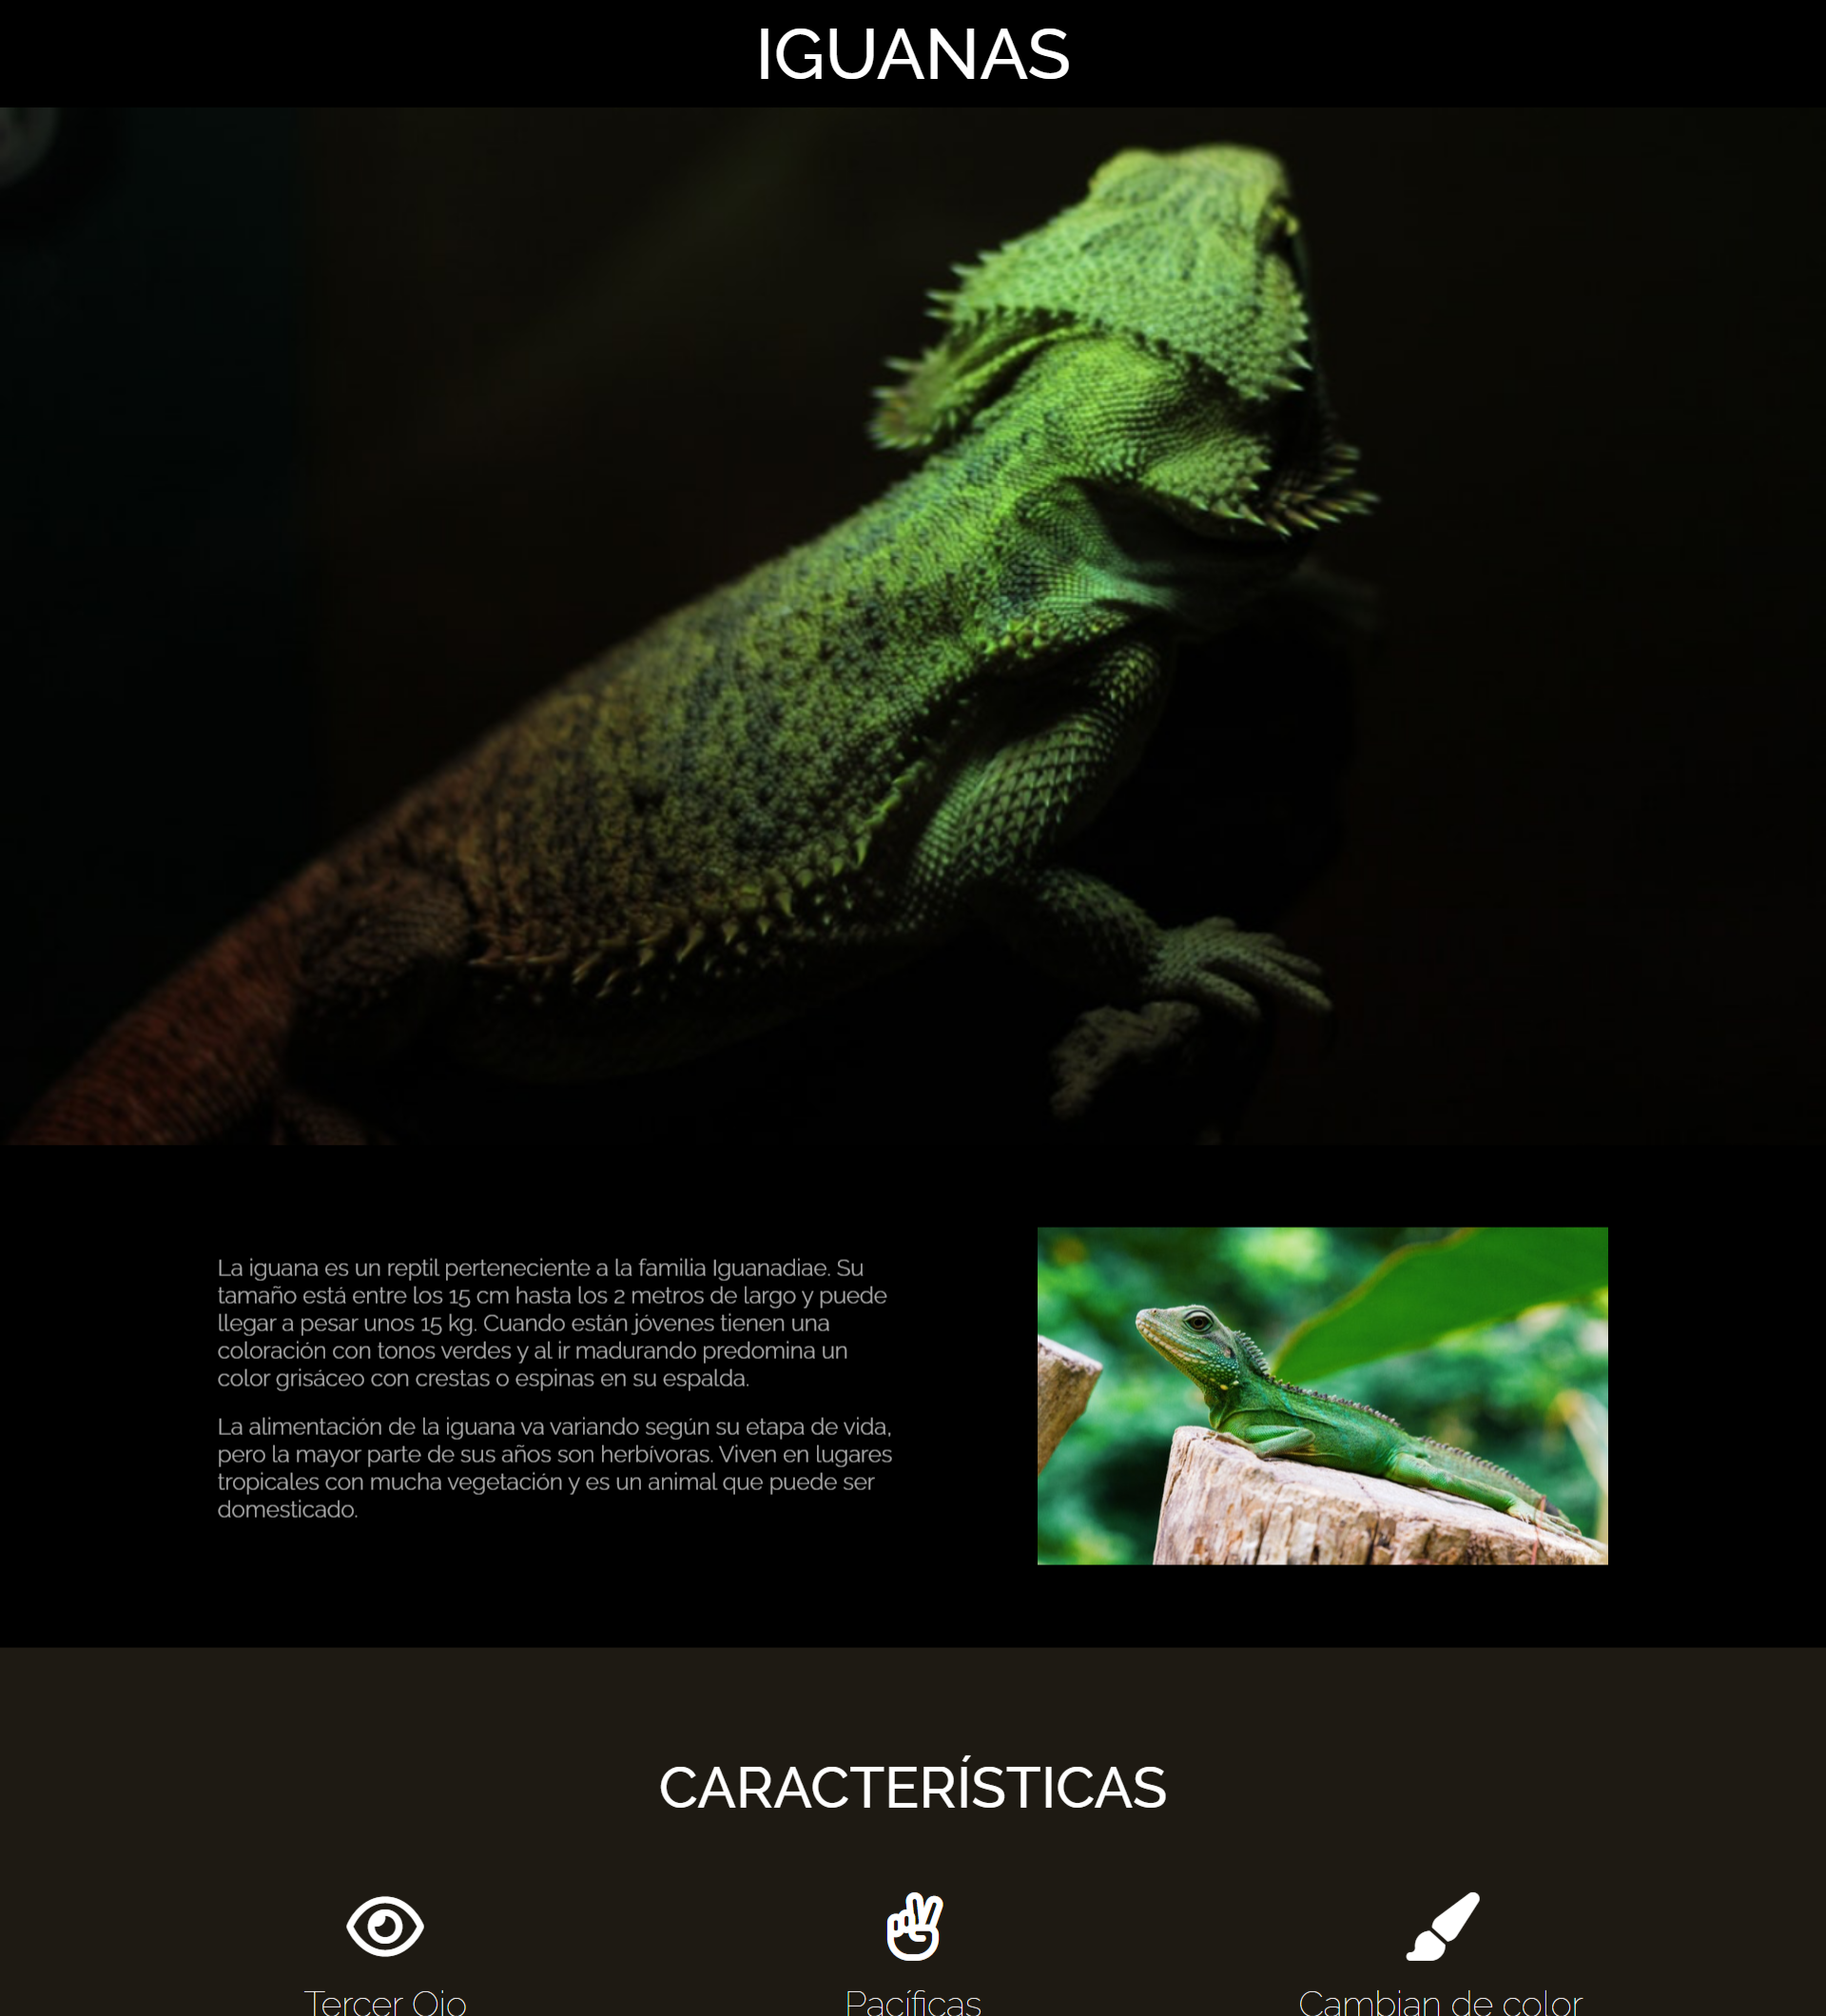 IGUANAS
La iguana es un reptil perteneciente a la familia Iguanadiae. Su
tamaño está entre los 15 cm hasta los 2 metros de largo y puede
llegar a pesar unos 15 kg. Cuando están jóvenes tienen una
coloración con tonos verdes y al ir madurando predomina un
color grisáceo con crestas o espinas en su espalda.
La alimentación de la iguana va variando según su etapa de vida,
pero la mayor parte de sus años son herbívoras. Viven en lugares
tropicales con mucha vegetación y es un animal que puede ser
domesticado.
CARACTERÍSTICAS
Tercer Ojo
Pacíficas
Cambian de color